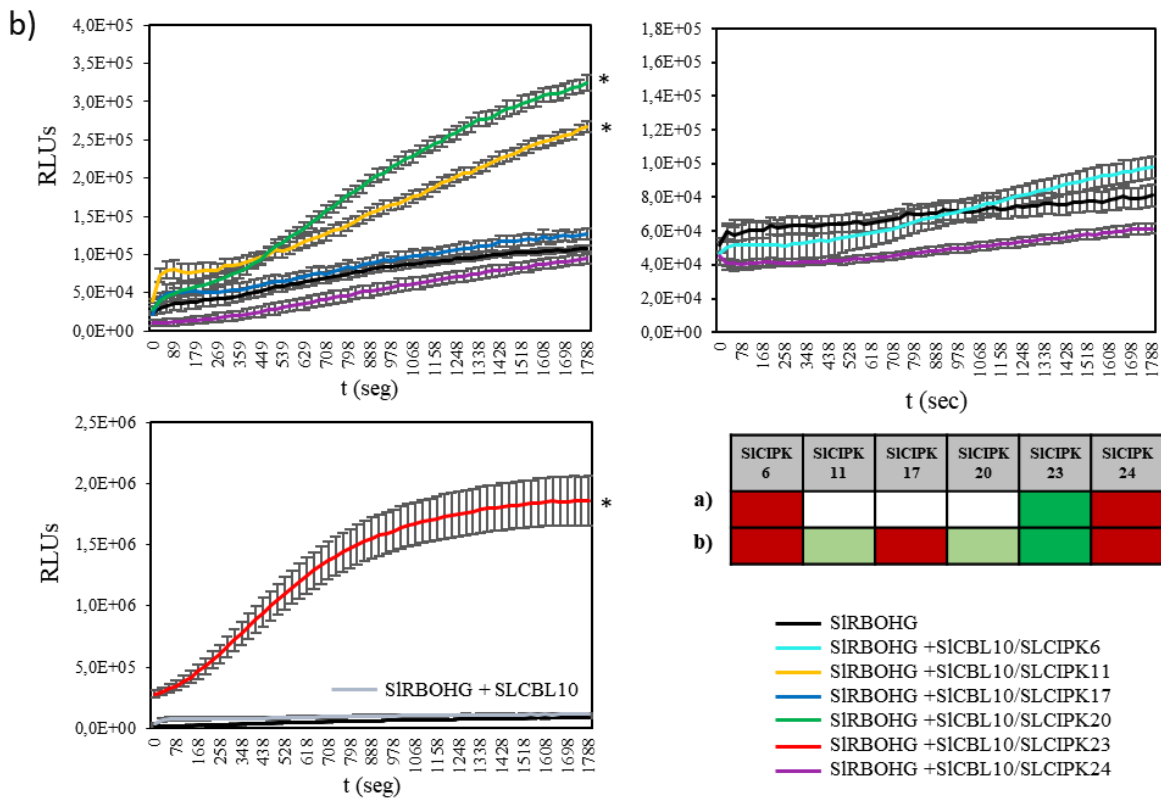 b)
4,0E+05
3,5E+05
3,0E+05
2,5E+05
2,0E+05
1,5E+05
1,0E+05
5,0E+04
0,0E+00
RLUs
*
*
0 89 179 269 359 449 539 629 708 798 888 978 1068 1158 1248 1338 1428 1518 1608 1698 1788
t (seg)
1,8E+05
1,6E+05
1,4E+05
1,2E+05
1,0E+05
8,0E+04
6,0E+04
4,0E+04
2,0E+04
0,0E+00
0 78 168 258 348 438 528 618 708 798 888 978 1068 1158 1248 1338 1428 1518 1608 1698 1788
t (sec)
2,5E+06
2,0E+06
1,5E+06
1,0E+06
5,0E+05
0,0E+00
RLUs
*
SlRBOHG + SLCBL10
0 78 168 258 348 438 528 618 708 798 888 978 1068 1158 1248 1338 1428 1518 1608 1698 1788
t (seg)
SlCIPK SlCIPK SlCIPK SlCIPK SlCIPK SlCIPK
6 11 17 20 23 24
a)
b)
SlRBOHG
SlRBOHG +SlCBL10/SLCIPK6
SlRBOHG +SlCBL10/SLCIPK11
SlRBOHG +SlCBL10/SLCIPK17
SlRBOHG +SlCBL10/SLCIPK20
SlRBOHG +SlCBL10/SLCIPK23
SlRBOHG +SlCBL10/SLCIPK24